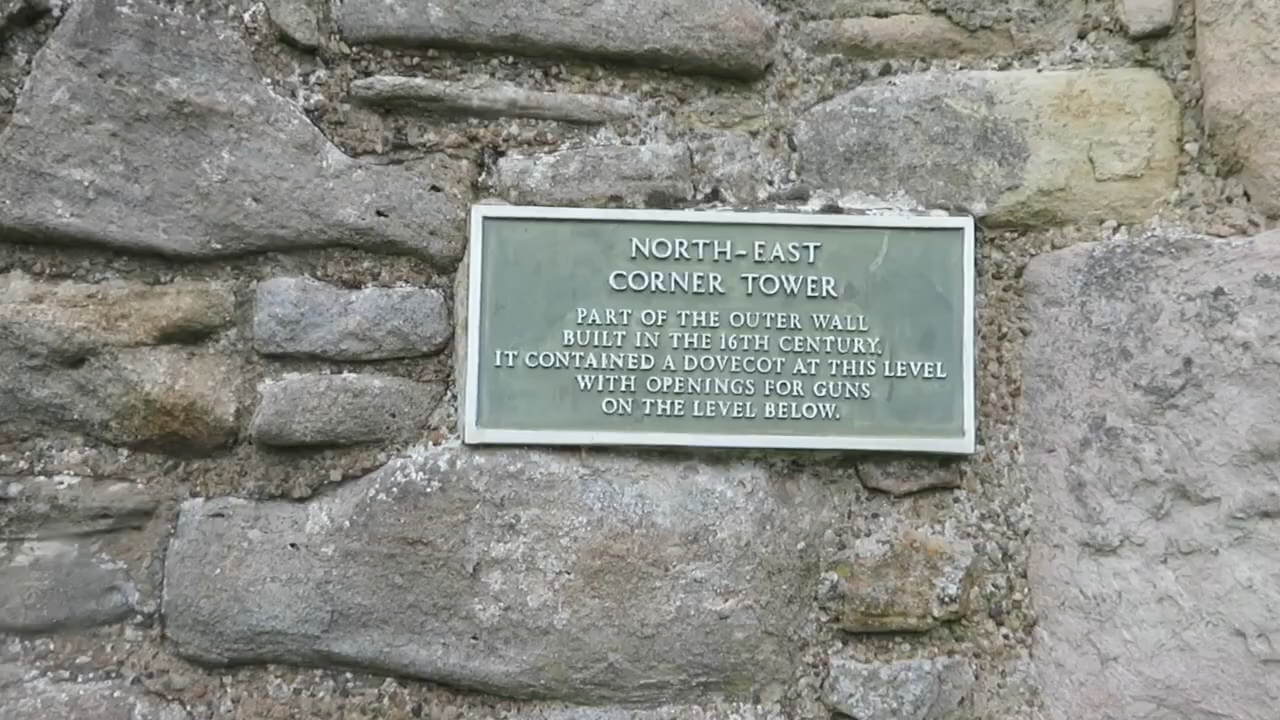 NORTH-EAST
CORNER TOWER
PART OF THE OUTER WALL
BUILT IN THE 16TH CENTURY,
IT CONTAINED A DOVECOT AT THIS LEVEL
WITH OPENINGS FOR GUNS
ON THE LEVEL BELOW.